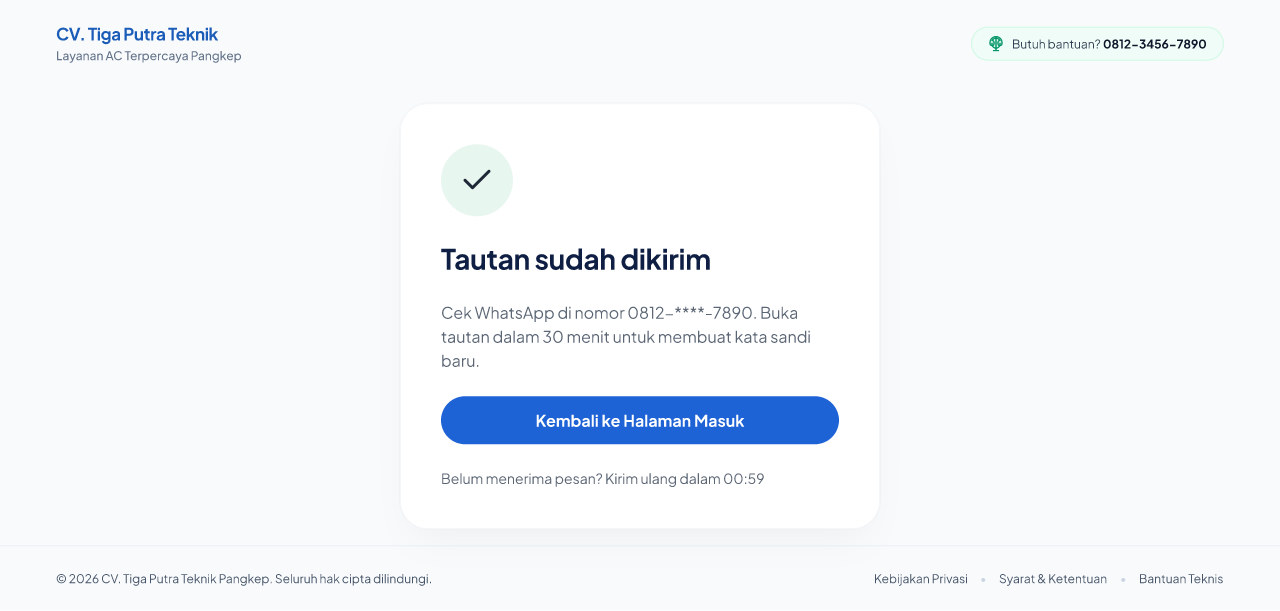 CV. Tiga Putra Teknik
Layanan AC Terpercaya Pangkep
Butuh bantuan? 0812-3456-7890
Tautan sudah dikirim
Cek WhatsApp di nomor 0812-****-7890. Buka
tautan dalam 30 menit untuk membuat kata sandi
baru.
Kembali ke Halaman Masuk
Belum menerima pesan? Kirim ulang dalam 00:59
© 2026 CV. Tiga Putra Teknik Pangkep. Seluruh hak cipta dilindungi.
Kebijakan Privasi • Syarat & Ketentuan • Bantuan Teknis